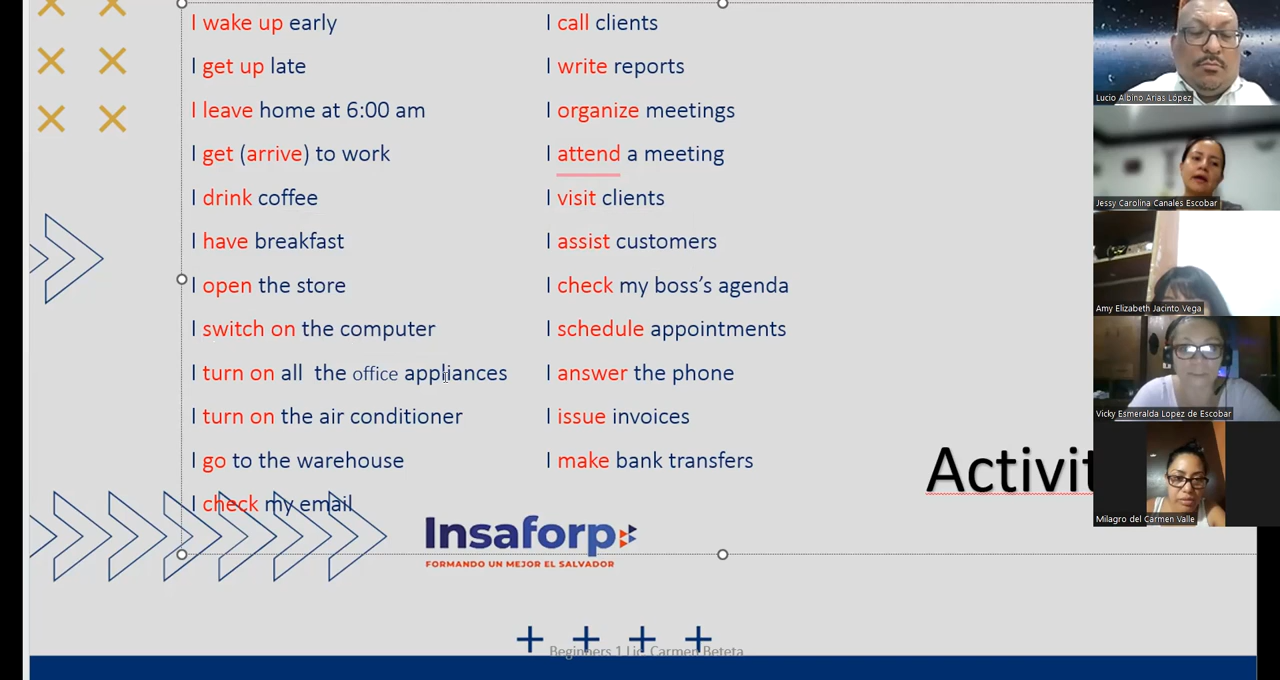 I wake up early
I get up late
I leave home at 6:00 am
I get (arrive) to work
I drink coffee
I have breakfast
I open the store
I switch on the computer
I turn on all the office appliances
I turn on the air conditioner
I go to the warehouse
I check my email
I call clients
I write reports
I organize meetings
I attend a meeting
I visit clients
I assist customers
I check my boss’s agenda
I schedule appointments
I answer the phone
I issue invoices
I make bank transfers
Activit
Insaforp
FORMANDO UN MEJOR EL SALVADOR
Beginners 1 Lic. Carmen Beteta
Lucio Albino Arias López
Jessy Carolina Canales Escobar
Amy Elizabeth Jacinto Vega
Vicky Esmeralda Lopez de Escobar
Milagro del Carmen Valle